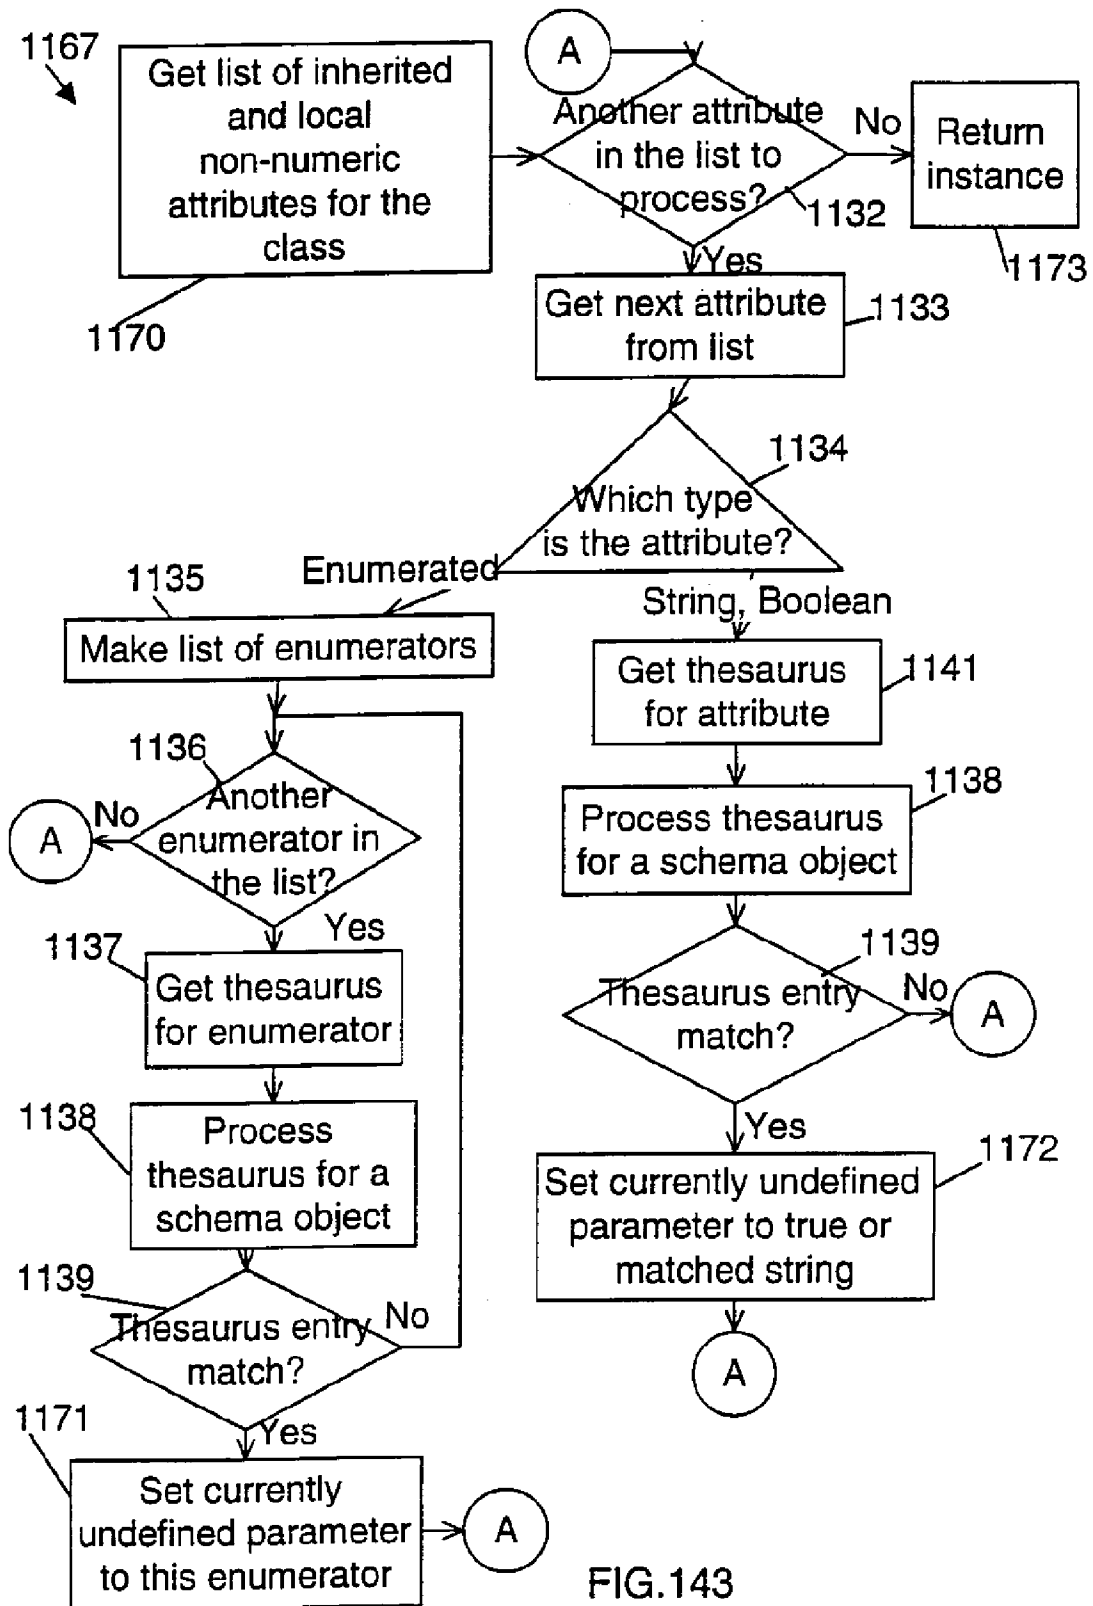 1167
Get list of inherited
and local
non-numeric
attributes for the
class
1170
A
Another attribute
in the list to
process?
1132
No
Return
instance
1173
Yes
Get next attribute
from list
1133
1134
Which type
is the attribute?
Enumerated
String, Boolean
1135
Make list of enumerators
1136
Another
enumerator in
the list?
No
A
Yes
1137
Get thesaurus
for enumerator
1138
Process
thesaurus for a
schema object
1139
Thesaurus entry
match?
No
Yes
1171
Set currently
undefined parameter
to this enumerator
A
Get thesaurus
for attribute
1141
Process thesaurus
for a schema object
1138
1139
Thesaurus entry
match?
No
A
Yes
1172
Set currently undefined
parameter to true or
matched string
A
FIG.143